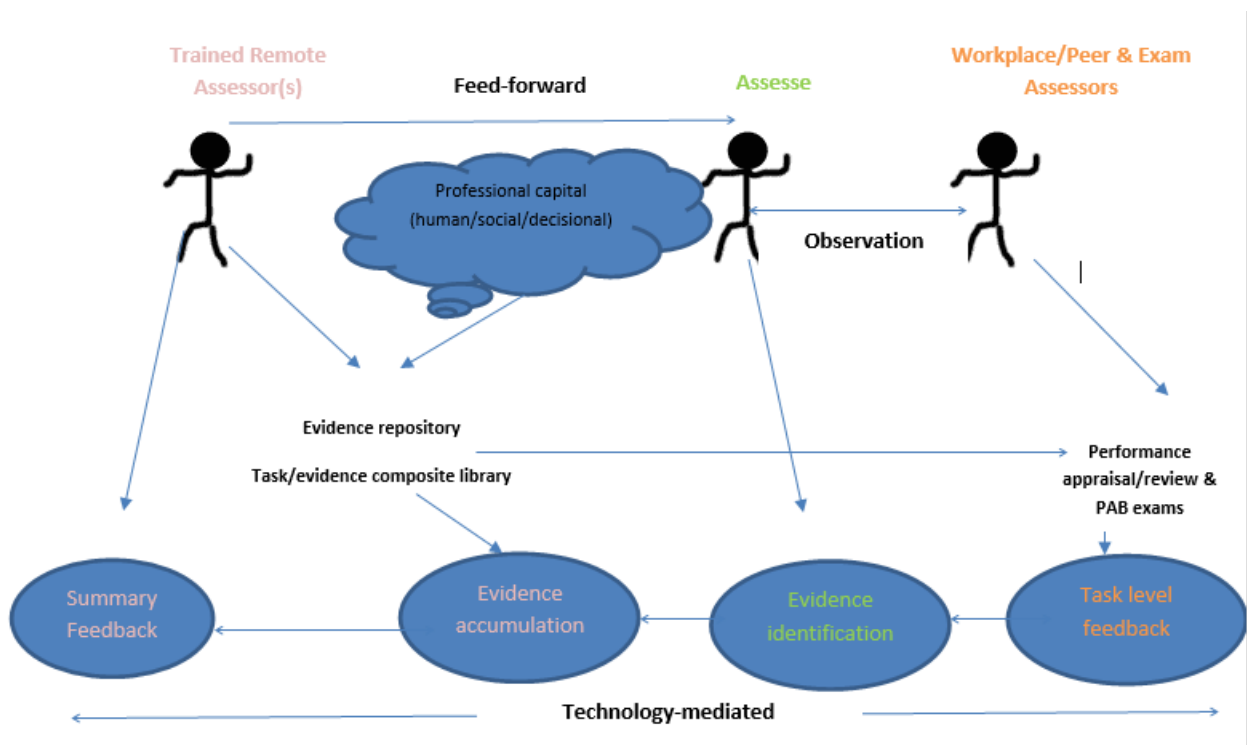 Trained Remote
Assessor(s)
Feed-forward
Assesse
Workplace/Peer & Exam
Assessors
Professional capital
(human/social/decisional)
Observation
Evidence repository
Task/evidence composite library
Performance
appraisal/review &
PAB exams
Summary
Feedback
Evidence
accumulation
Evidence
identification
Task level
feedback
Technology-mediated